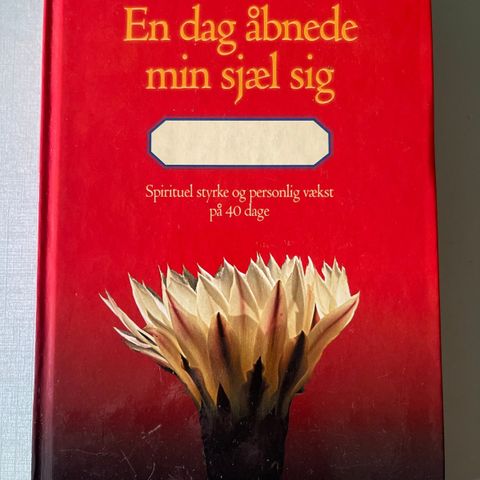 En dag åbnede
min sjæl sig
Spirituel styrke og personlig vækst
på 40 dage